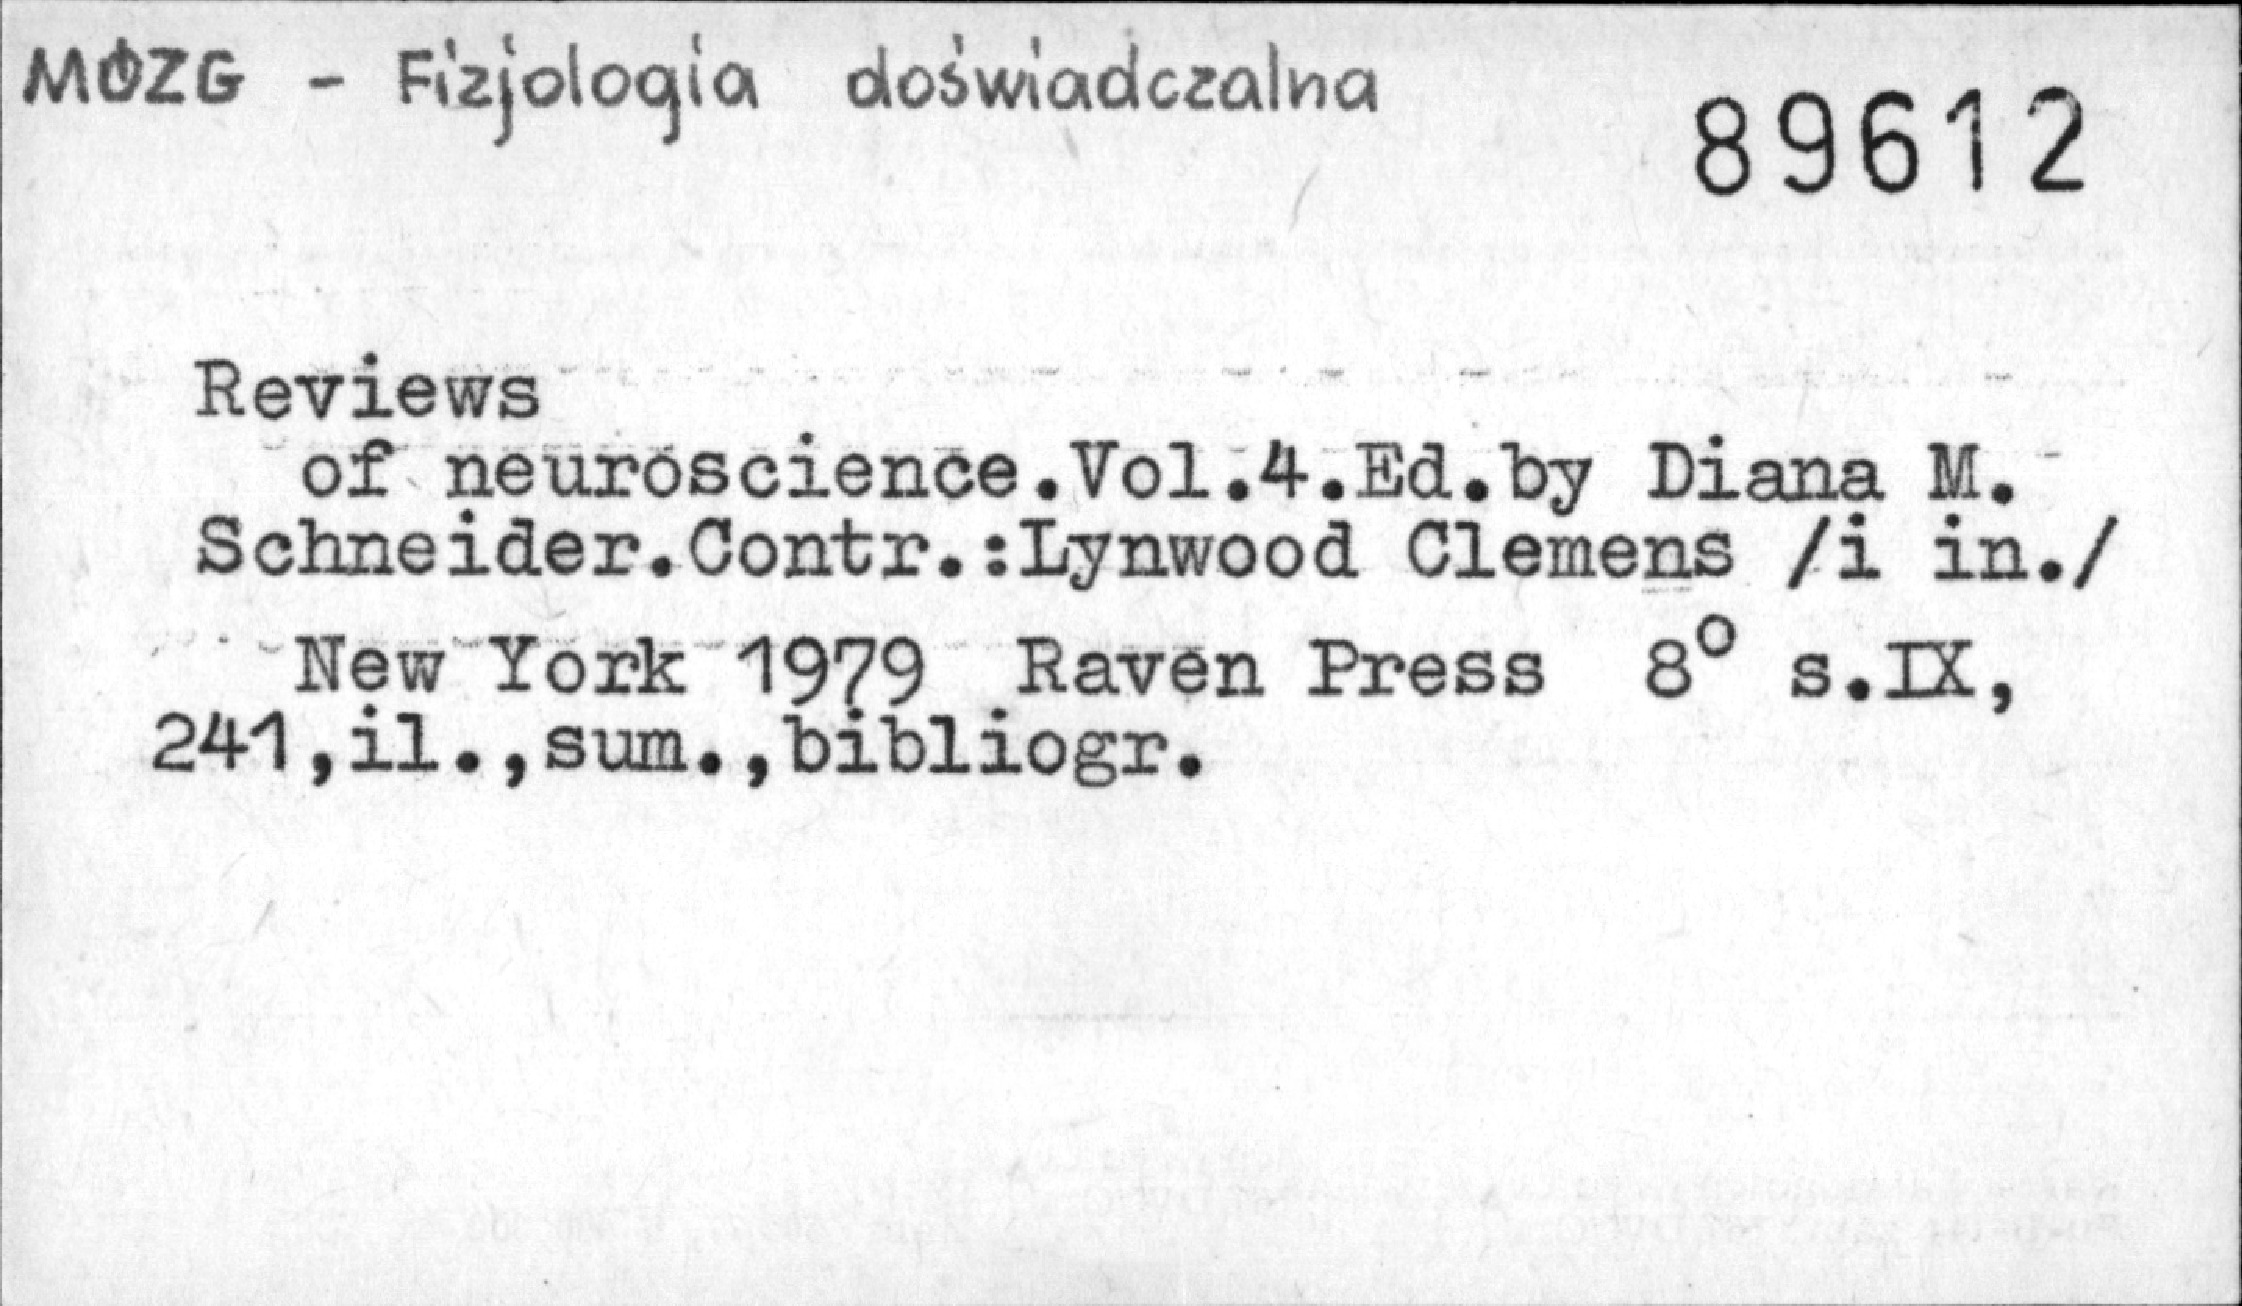 MÓZG - Fizjologia doświadczalna
89612
Reviews
of neuroscience.Vol.4.Ed.by Diana M.
Schneider.Contr.:Lynwood Clemens /i in./
New York 1979 Raven Press 8° s.IX,
241,il.,sum.,bibliogr.